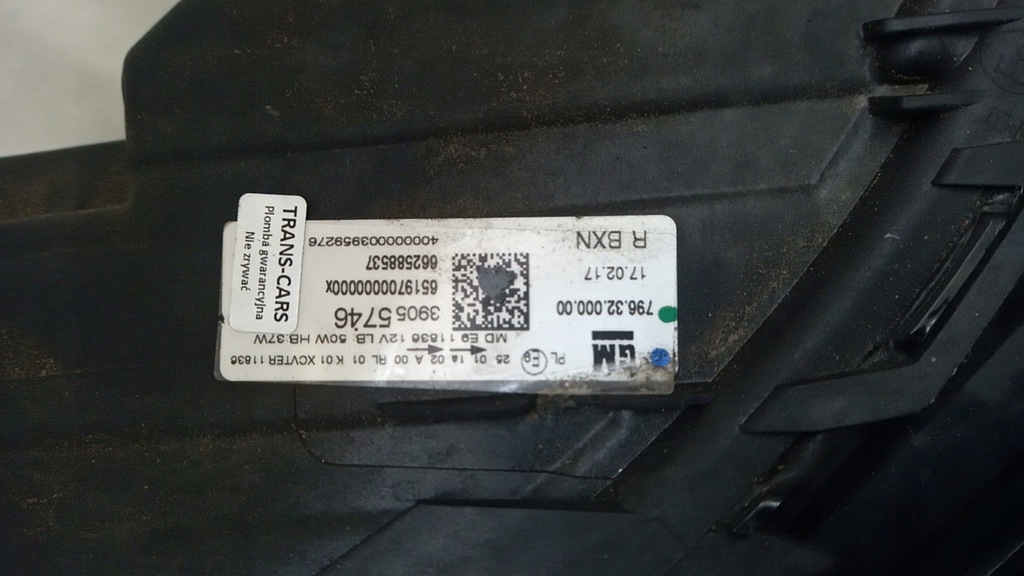 TRANS-CARS
Plomba gwarancyjna
Nie zrywać
GM
PL E9 25 01 1a 02 A 00 RL 01 K 01 XCVTER 11836
MD E9 11836 12V LB: 50W HB:37W
796.32.000.00
3905 5746
17.02.17
6519700000000x
662588537
R BXN
4000000003959276